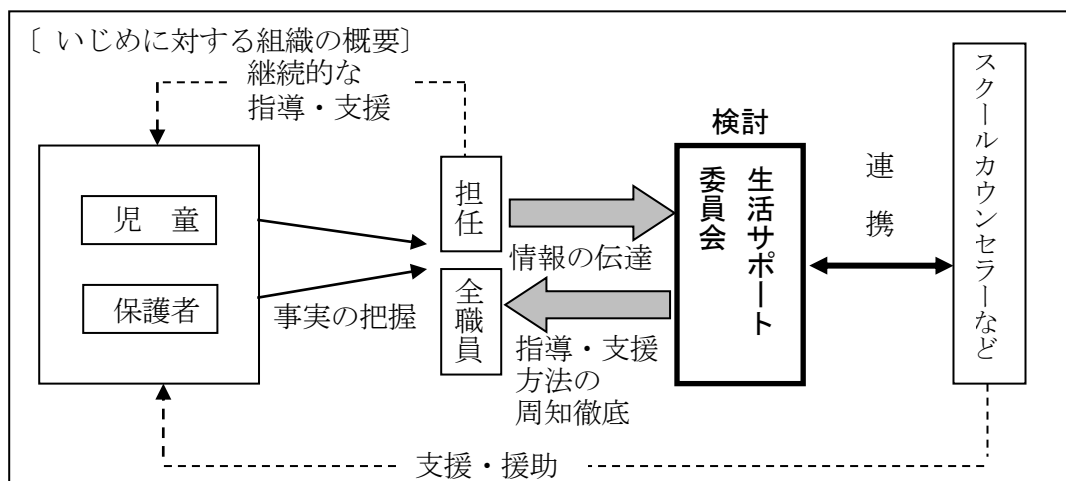 〔 いじめに対する組織の概要〕
継続的な
指導・支援
児　童
保護者
事実の把握
担任
全職員
情報の伝達
指導・支援
方法の
周知徹底
検討
生活サポート
委員会
連携
スクールカウンセラーなど
支援・援助